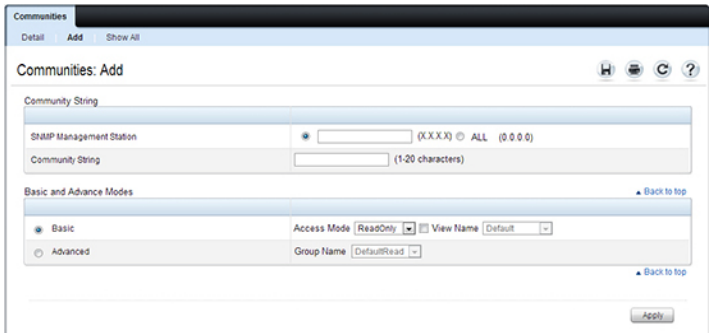 Communities
Detail Add Show All
Communities: Add
Community String
SNMP Management Station (X.X.X.X) ALL (0.0.0.0)
Community String (1-20 characters)
Basic and Advance Modes Back to top
Basic Access Mode ReadOnly View Name Default
Advanced Group Name DefaultRead
Back to top
Apply